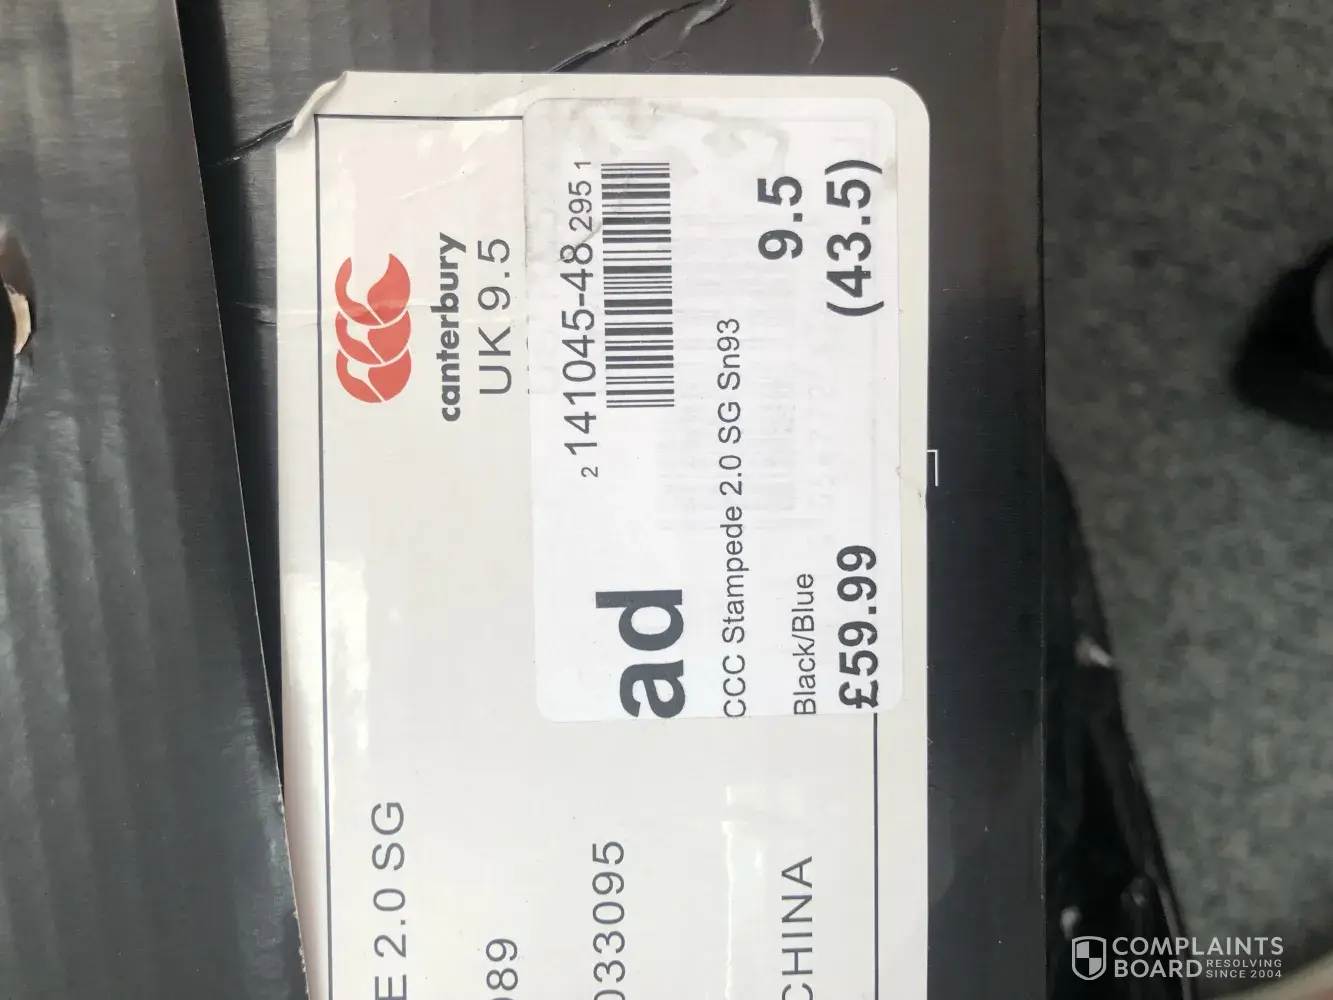 canterbury
UK 9.5
E 2.0 SG
089
033095
CHINA
2 141045-48 295 1
ad
CCC Stampede 2.0 SG Sn93
9.5
Black/Blue
(43.5)
£59.99
COMPLAINTS
BOARD RESOLVING
SINCE 2004